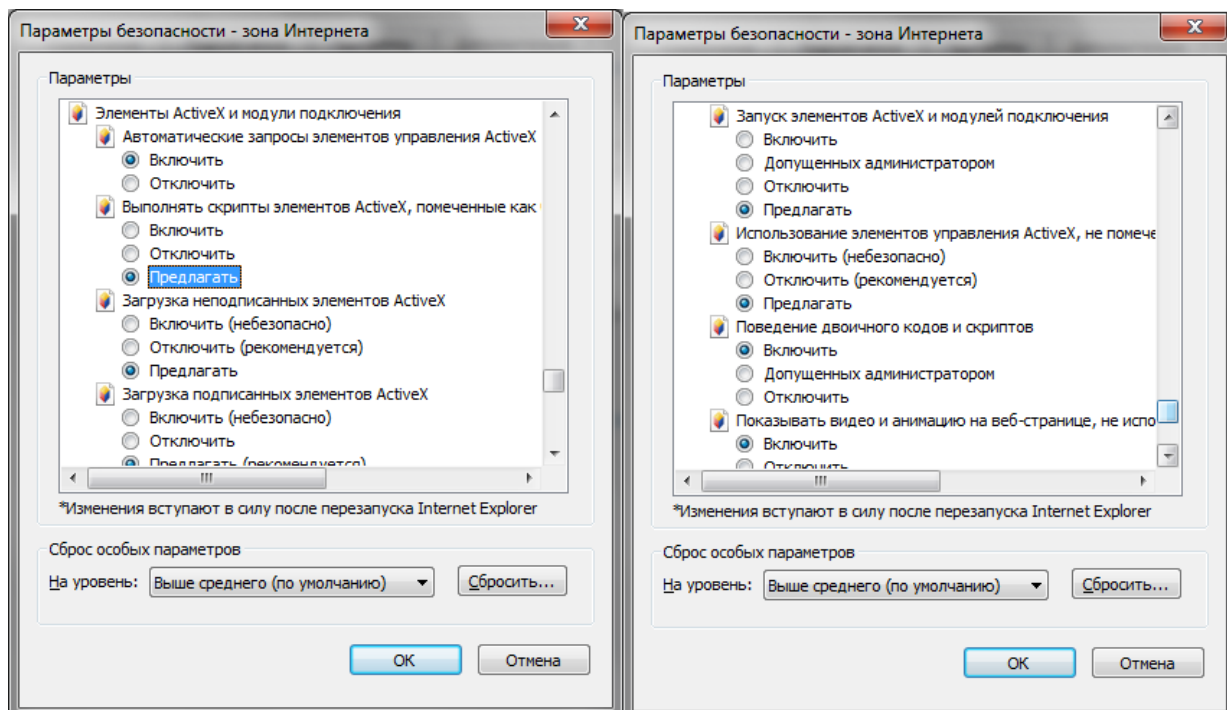 Параметры безопасности - зона Интернета
Параметры
Элементы ActiveX и модули подключения
Автоматические запросы элементов управления ActiveX
Включить
Отключить
Выполнять скрипты элементов ActiveX, помеченные как
Включить
Отключить
Предлагать
Загрузка неподписанных элементов ActiveX
Включить (небезопасно)
Отключить (рекомендуется)
Предлагать
Загрузка подписанных элементов ActiveX
Включить (небезопасно)
Отключить
Предлагать (рекомендуется)
*Изменения вступают в силу после перезапуска Internet Explorer
Сброс особых параметров
На уровень: Выше среднего (по умолчанию) Сбросить...
ОК Отмена
Параметры безопасности - зона Интернета
Параметры
Запуск элементов ActiveX и модулей подключения
Включить
Допущенных администратором
Отключить
Предлагать
Использование элементов управления ActiveX, не помече
Включить (небезопасно)
Отключить (рекомендуется)
Предлагать
Поведение двоичного кодов и скриптов
Включить
Допущенных администратором
Отключить
Показывать видео и анимацию на веб-странице, не испо
Включить
Отключить
*Изменения вступают в силу после перезапуска Internet Explorer
Сброс особых параметров
На уровень: Выше среднего (по умолчанию) Сбросить...
ОК Отмена